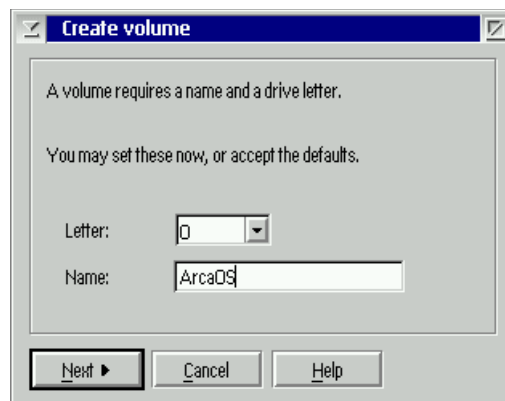 Create volume
A volume requires a name and a drive letter.
You may set these now, or accept the defaults.
Letter: O
Name: ArcaOS
Next Cancel Help